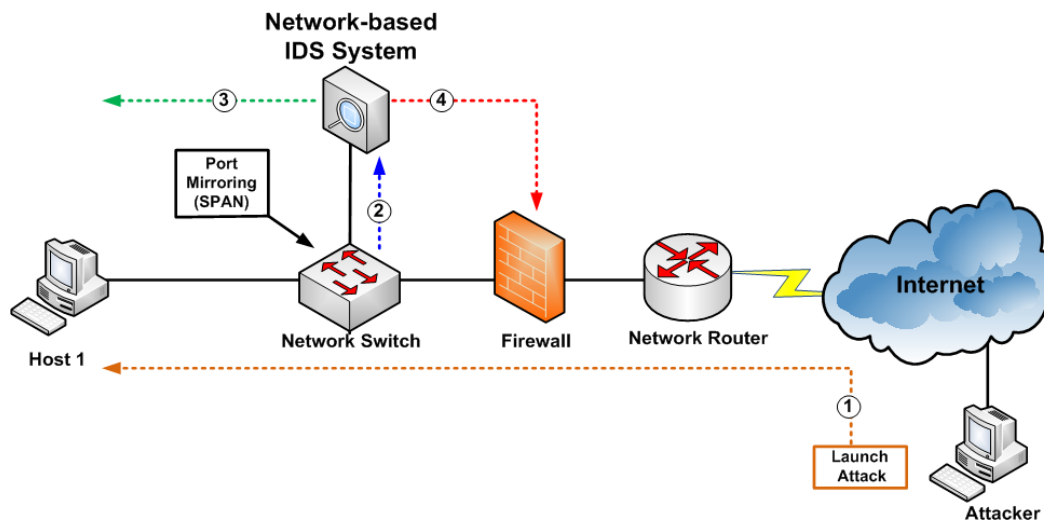 Network-based
IDS System
3
4
Port
Mirroring
(SPAN)
2
Internet
Network Switch
Firewall
Network Router
Host 1
1
Launch
Attack
Attacker